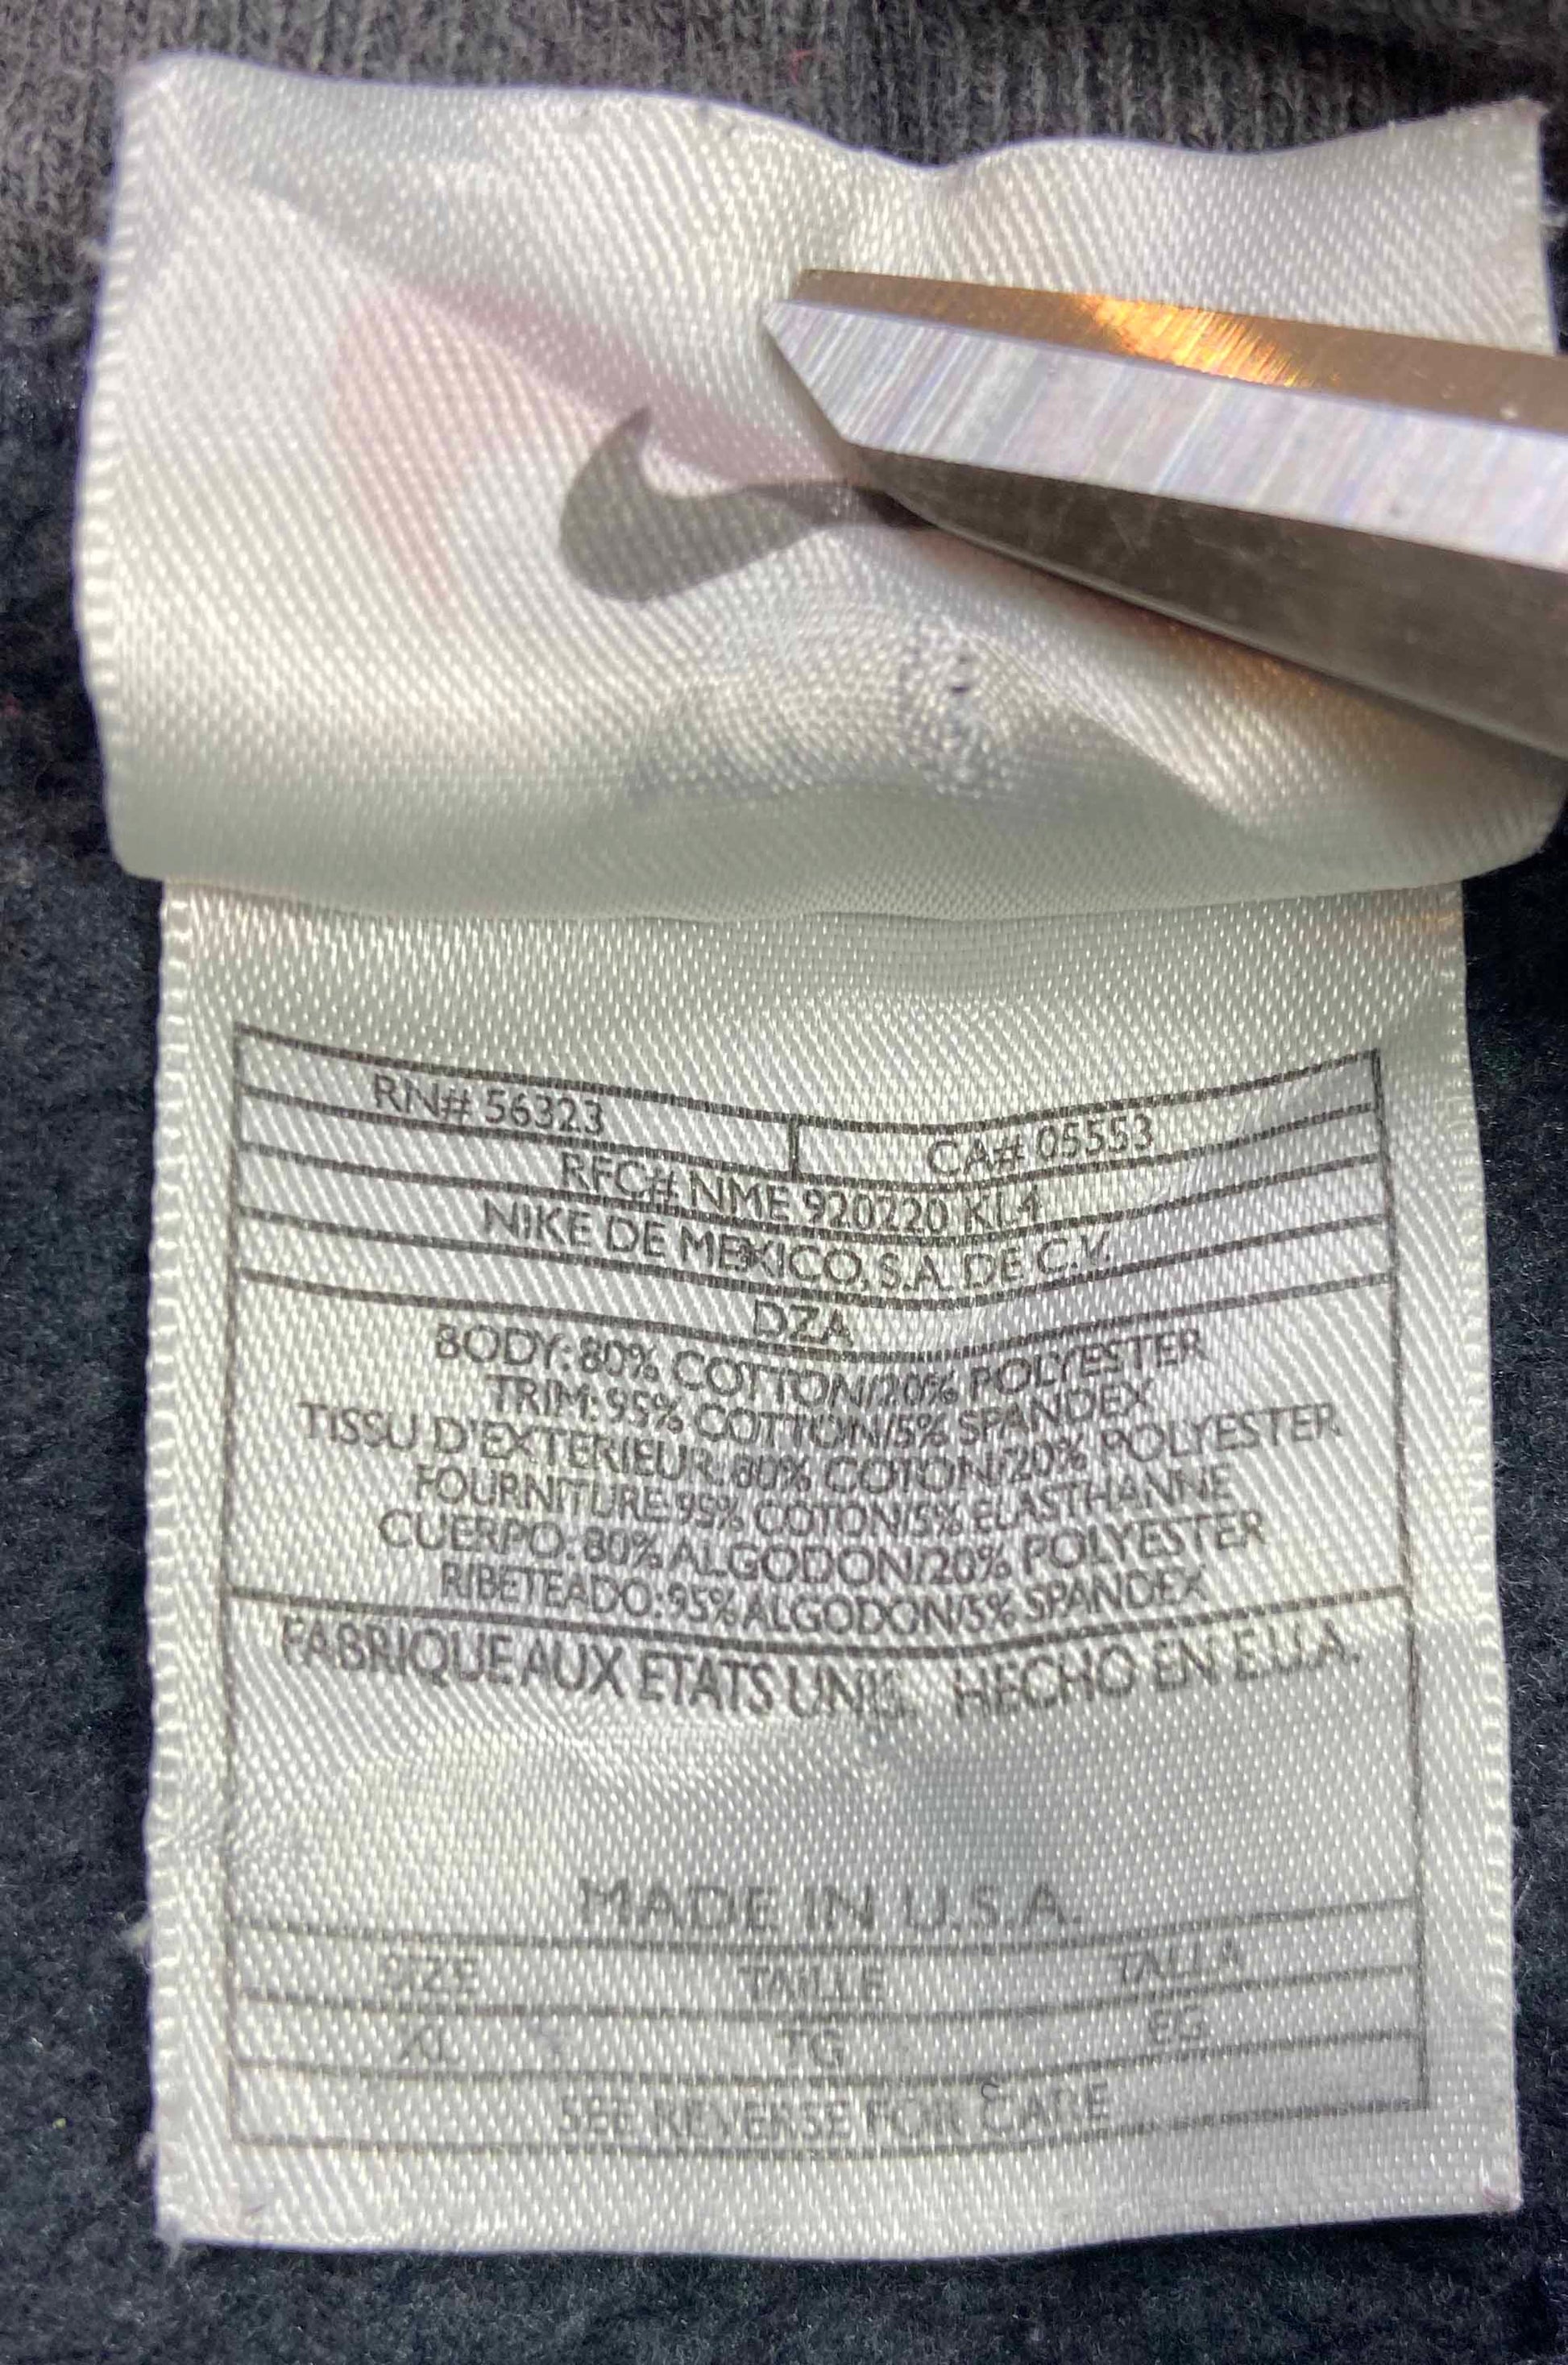 RN# 56323 CA# 05553
RFC# NME 920220 KL4
NIKE DE MEXICO, S.A. DE C.V.
DZA
BODY: 80% COTTON/20% POLYESTER
TRIM: 95% COTTON/5% SPANDEX
TISSU D'EXTERIEUR: 80% COTON/20% POLYESTER
FOURNITURE: 95% COTON/5% ELASTHANNE
CUERPO: 80% ALGODON/20% POLYESTER
RIBETEADO: 95% ALGODON/5% SPANDEX
FABRIQUE AUX ETATS UNIS. HECHO EN E.U.A.
MADE IN U.S.A.
SIZE TAILLE TALLA
XL TG EG
SEE REVERSE FOR CARE